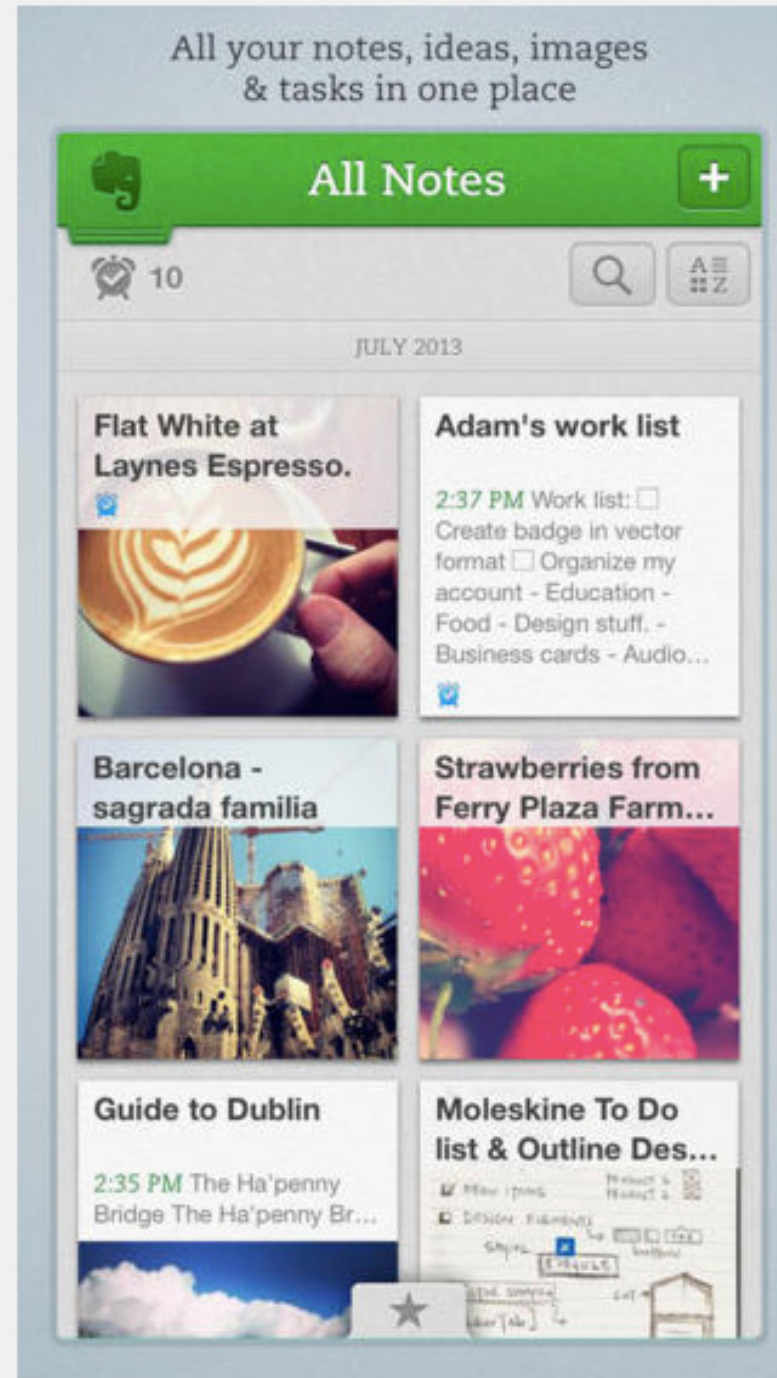 All your notes, ideas, images
& tasks in one place
All Notes
+
10
A
Z
JULY 2013
Flat White at
Laynes Espresso.
Adam's work list
2:37 PM Work list: ☐
Create badge in vector
format ☐ Organize my
account - Education -
Food - Design stuff. -
Business cards - Audio...
Barcelona -
sagrada familia
Strawberries from
Ferry Plaza Farm...
Guide to Dublin
2:35 PM The Ha'penny
Bridge The Ha'penny Br...
Moleskine To Do
list & Outline Des...
DESIGN ELEMENTS